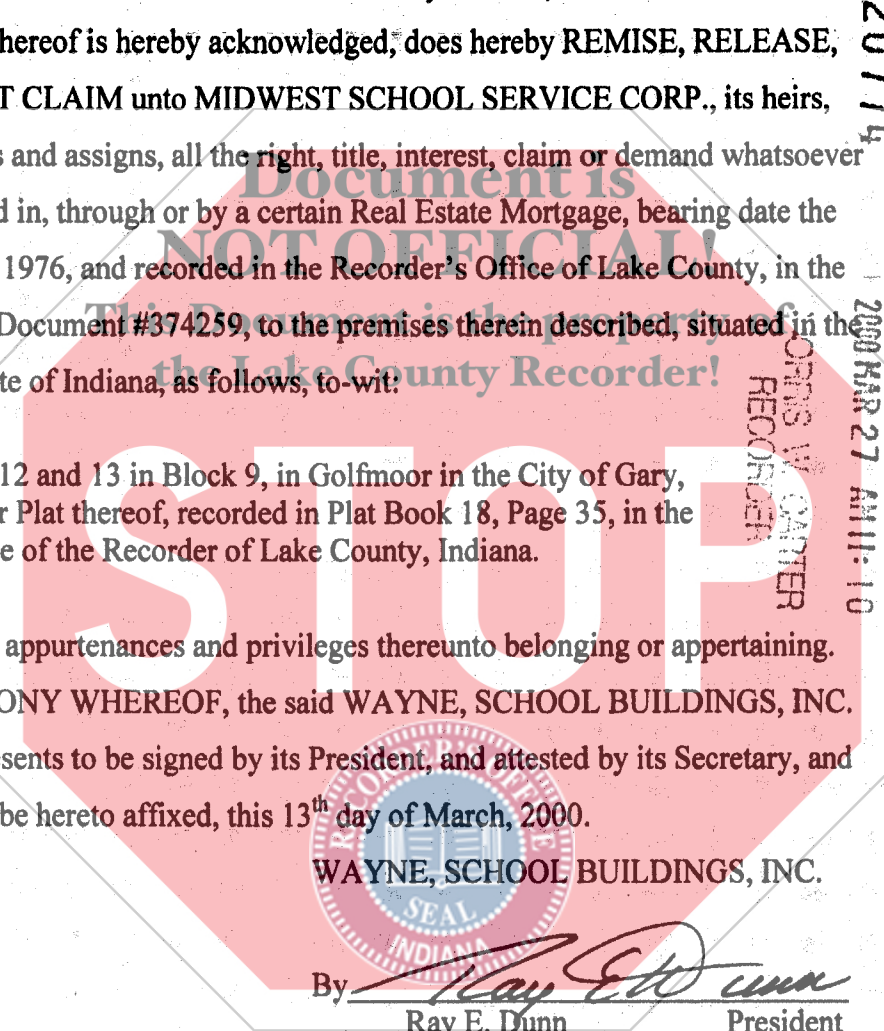 hereof is hereby acknowledged, does hereby REMISE, RELEASE,
T CLAIM unto MIDWEST SCHOOL SERVICE CORP., its heirs,
s and assigns, all the right, title, interest, claim or demand whatsoever
d in, through or by a certain Real Estate Mortgage, bearing date the
1976, and recorded in the Recorder's Office of Lake County, in the
Document #374259, to the premises therein described, situated in the
te of Indiana, as follows, to-wit:
12 and 13 in Block 9, in Golfmoor in the City of Gary,
r Plat thereof, recorded in Plat Book 18, Page 35, in the
e of the Recorder of Lake County, Indiana.
appurtenances and privileges thereunto belonging or appertaining.
ONY WHEREOF, the said WAYNE, SCHOOL BUILDINGS, INC.
sents to be signed by its President, and attested by its Secretary, and
be hereto affixed, this 13th day of March, 2000.
WAYNE, SCHOOL BUILDINGS, INC.
By Ray E Dunn
Ray E. Dunn President
Document is
NOT OFFICIAL!
This Document is the property of
the Lake County Recorder!
STOP
RECORDER'S OFFICE
SEAL
INDIANA
20114
2000 MAR 27 AM 11:10
ORRIS W. CARTER
RECORDER